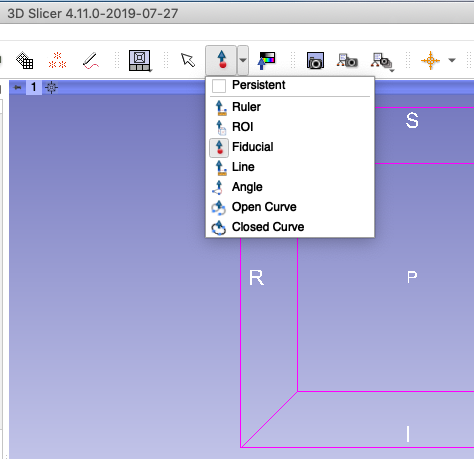 3D Slicer 4.11.0-2019-07-27
1
Persistent
Ruler
ROI
Fiducial
Line
Angle
Open Curve
Closed Curve
S
R
P
I